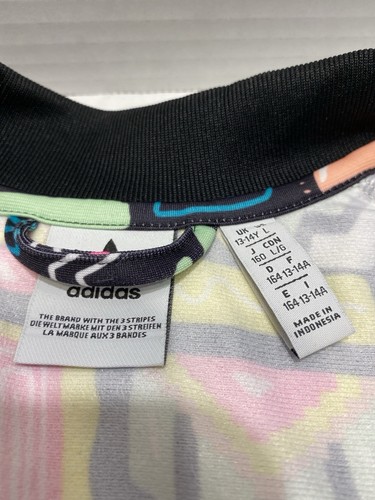 adidas
THE BRAND WITH THE 3 STRIPES
DIE WELTMARKE MIT DEN 3 STREIFEN
LA MARQUE AUX 3 BANDES
UK
13-14Y L
J CDN
160 L/G
D F
164 13-14A
E I
164 13-14A
MADE IN
INDONESIA